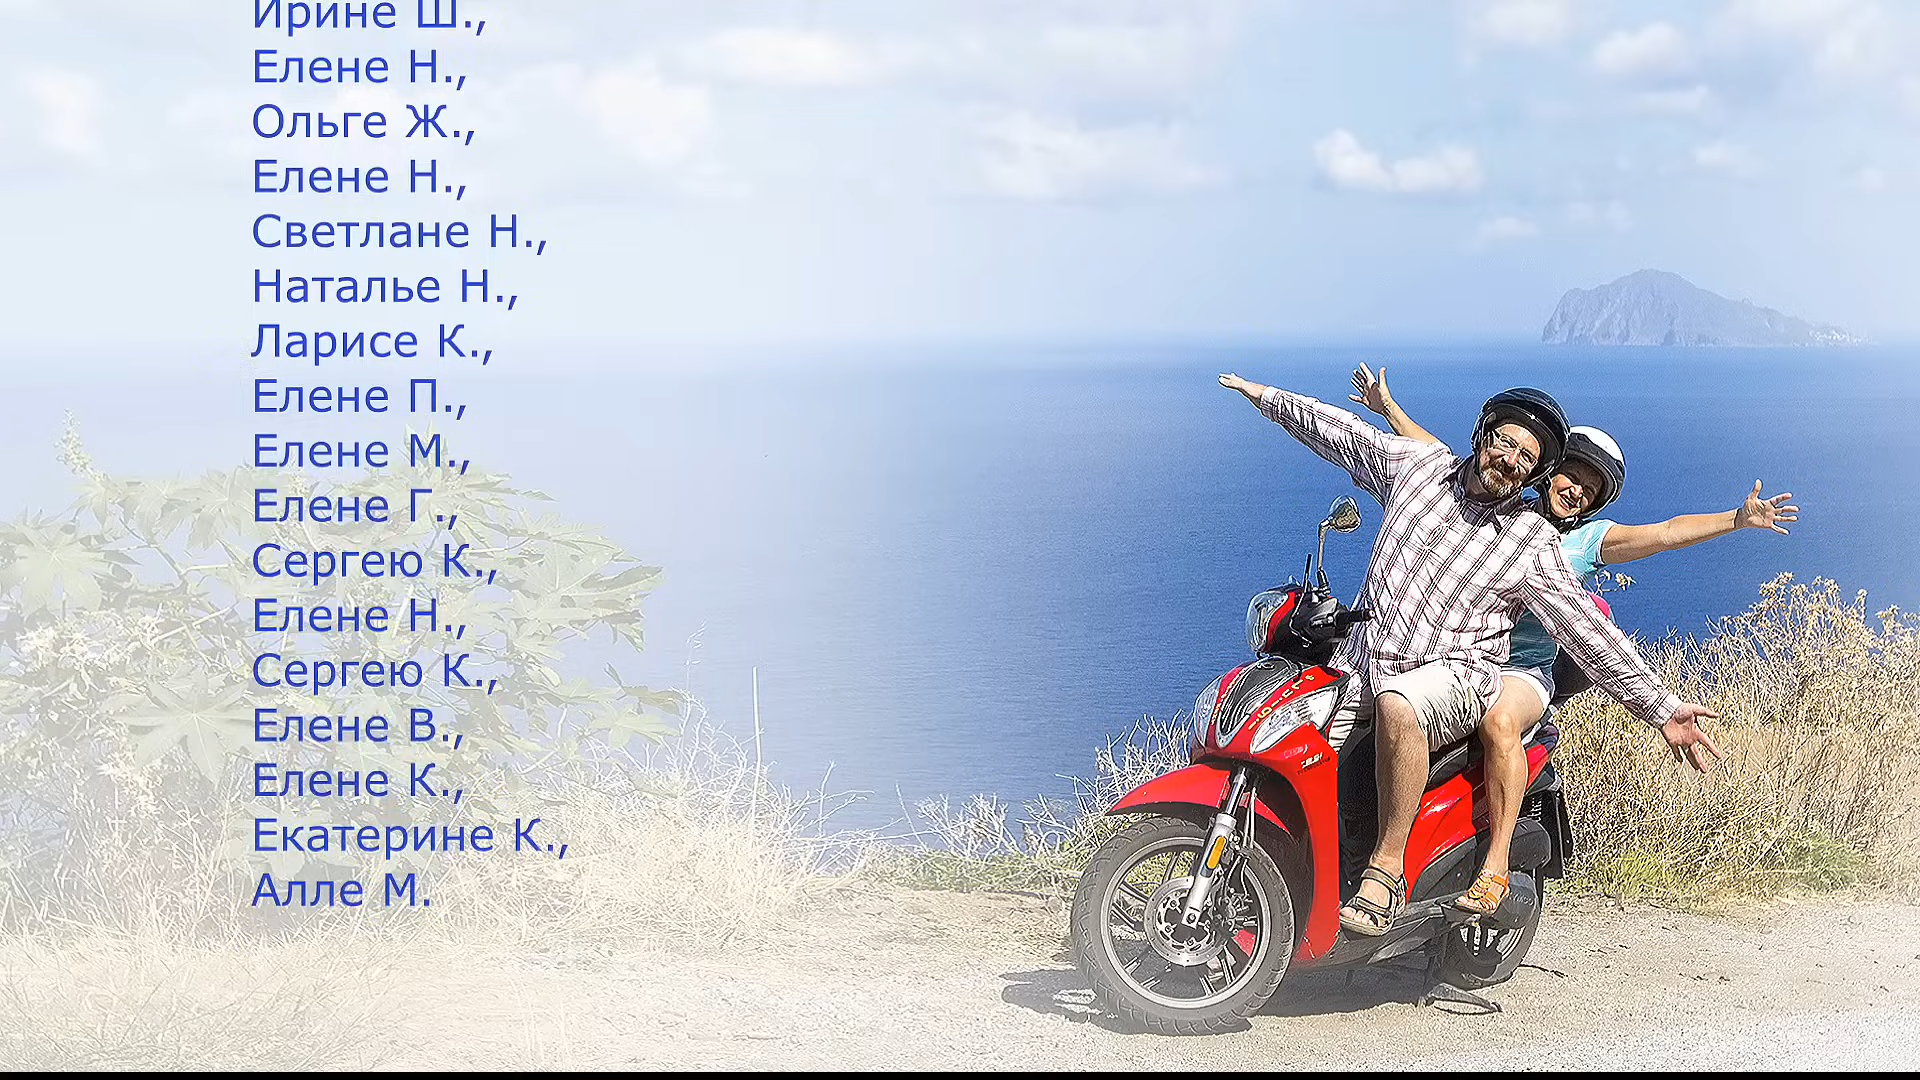 Ирине Ш.,
Елене Н.,
Ольге Ж.,
Елене Н.,
Светлане Н.,
Наталье Н.,
Ларисе К.,
Елене П.,
Елене М.,
Елене Г.,
Сергею К.,
Елене Н.,
Сергею К.,
Елене В.,
Елене К.,
Екатерине К.,
Алле М.